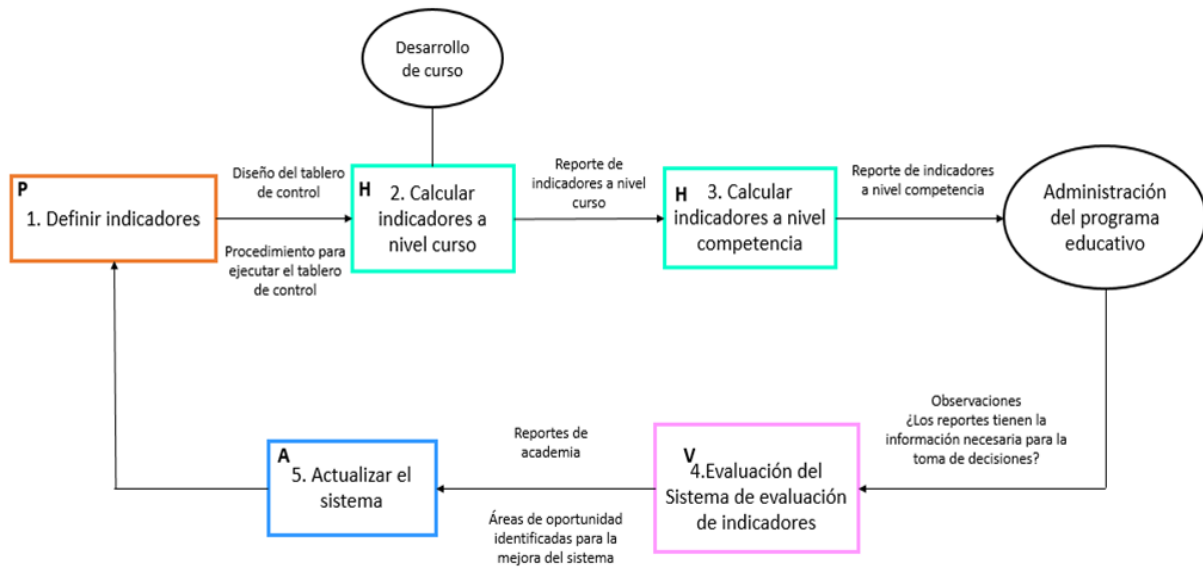 Desarrollo
de curso
P
1. Definir indicadores
Diseño del tablero
de control
Procedimiento para
ejecutar el tablero
de control
H
2. Calcular
indicadores a
nivel curso
Reporte de
indicadores a nivel
curso
H
3. Calcular
indicadores a nivel
competencia
Reporte de indicadores
a nivel competencia
Administración
del programa
educativo
Observaciones
¿Los reportes tienen la
información necesaria para la
toma de decisiones?
V
4.Evaluación del
Sistema de evaluación
de indicadores
Reportes de
academia
Áreas de oportunidad
identificadas para la
mejora del sistema
A
5. Actualizar el
sistema